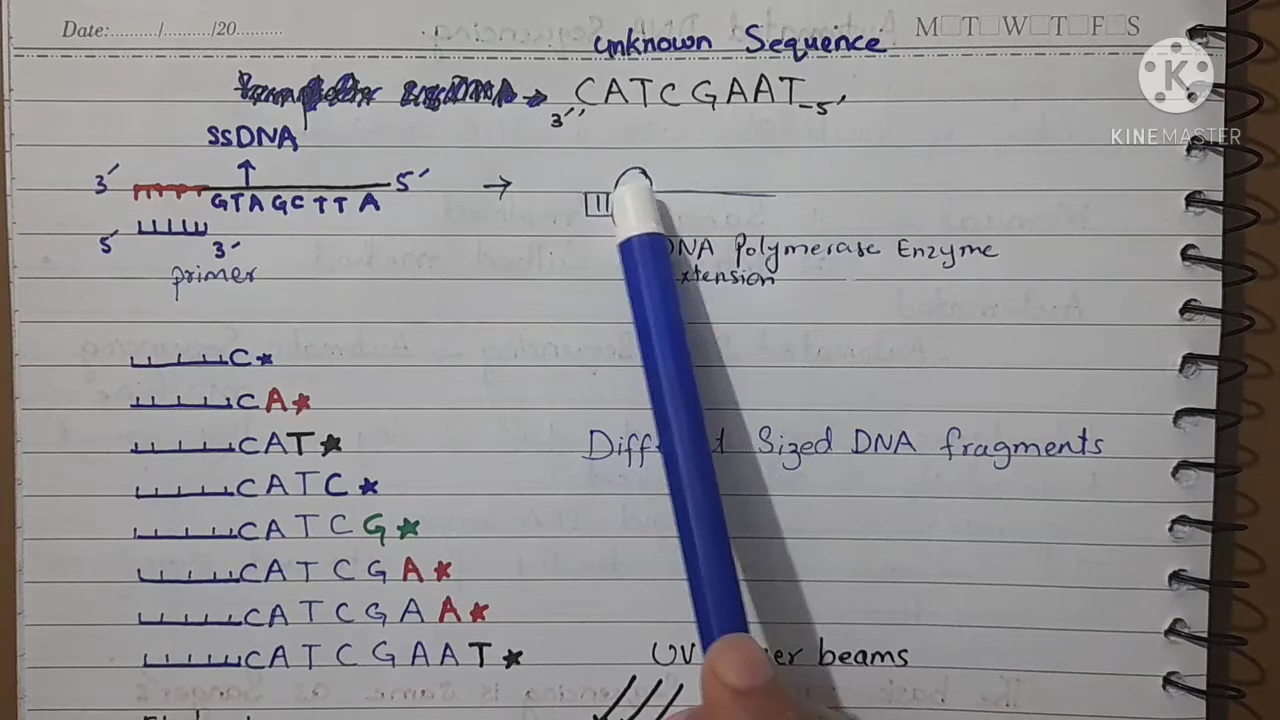 Date:........../........../20..........
M T W T F S
Unknown Sequence
CATCGAAT
3' 5'
KINEMASTER
SSDNA
3' 5'
GTAGCTTA
5' 3'
primer
DNA Polymerase Enzyme
xtension
C★
CA★
CAT★
Sized DNA fragments
CATC★
CATCG★
CATCGA★
CATCGAA★
CATCGAAT★
UV beams